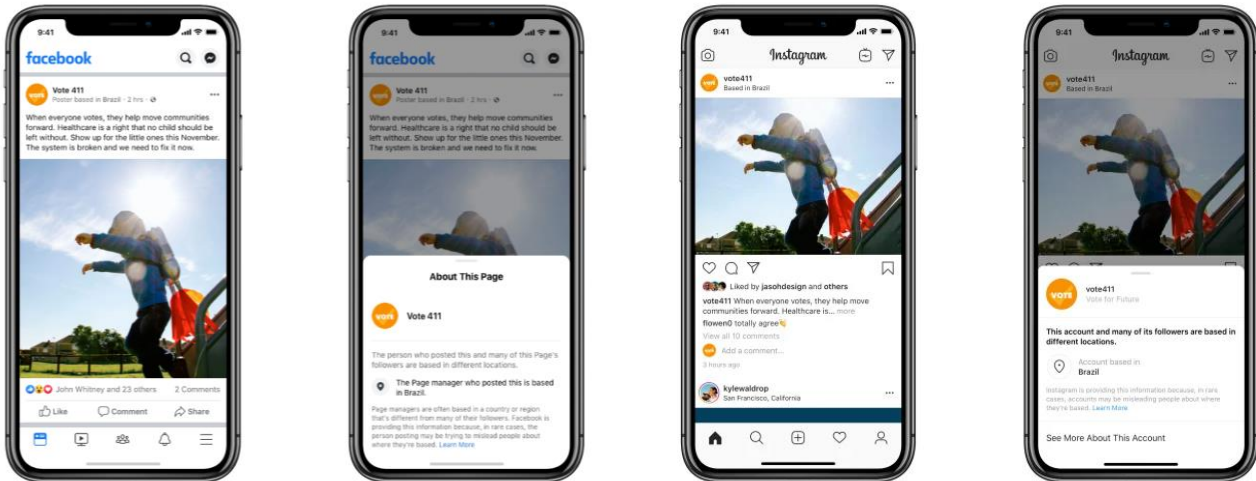 9:41
facebook
vote
Vote 411
Poster based in Brazil · 2 hrs ·
When everyone votes, they help move communities
forward. Healthcare is a right that no child should be
left without. Show up for the little ones this November.
The system is broken and we need to fix it now.
John Whitney and 23 others 2 Comments
Like Comment Share
9:41
facebook
vote
Vote 411
Poster based in Brazil · 2 hrs ·
When everyone votes, they help move communities
forward. Healthcare is a right that no child should be
left without. Show up for the little ones this November.
The system is broken and we need to fix it now.
About This Page
vote
Vote 411
The person who posted this and many of this Page's
followers are based in different locations.
The Page manager who posted this is based
in Brazil.
Page managers are often based in a country or region
that's different from many of their followers. Facebook is
providing this information because, in rare cases, the
person posting may be trying to mislead people about
where they're based. Learn More
9:41
Instagram
vote
vote411
Based in Brazil
Liked by jasohdesign and others
vote411 When everyone votes, they help move
communities forward. Healthcare is... more
flowen0 totally agree
View all 10 comments
Add a comment...
3 hours ago
kylewaldrop
San Francisco, California
9:41
Instagram
vote
vote411
Based in Brazil
vote
vote411
Vote for Future
This account and many of its followers are based in
different locations.
Account based in
Brazil
Instagram is providing this information because, in rare
cases, accounts may be misleading people about where
they're based. Learn More
See More About This Account